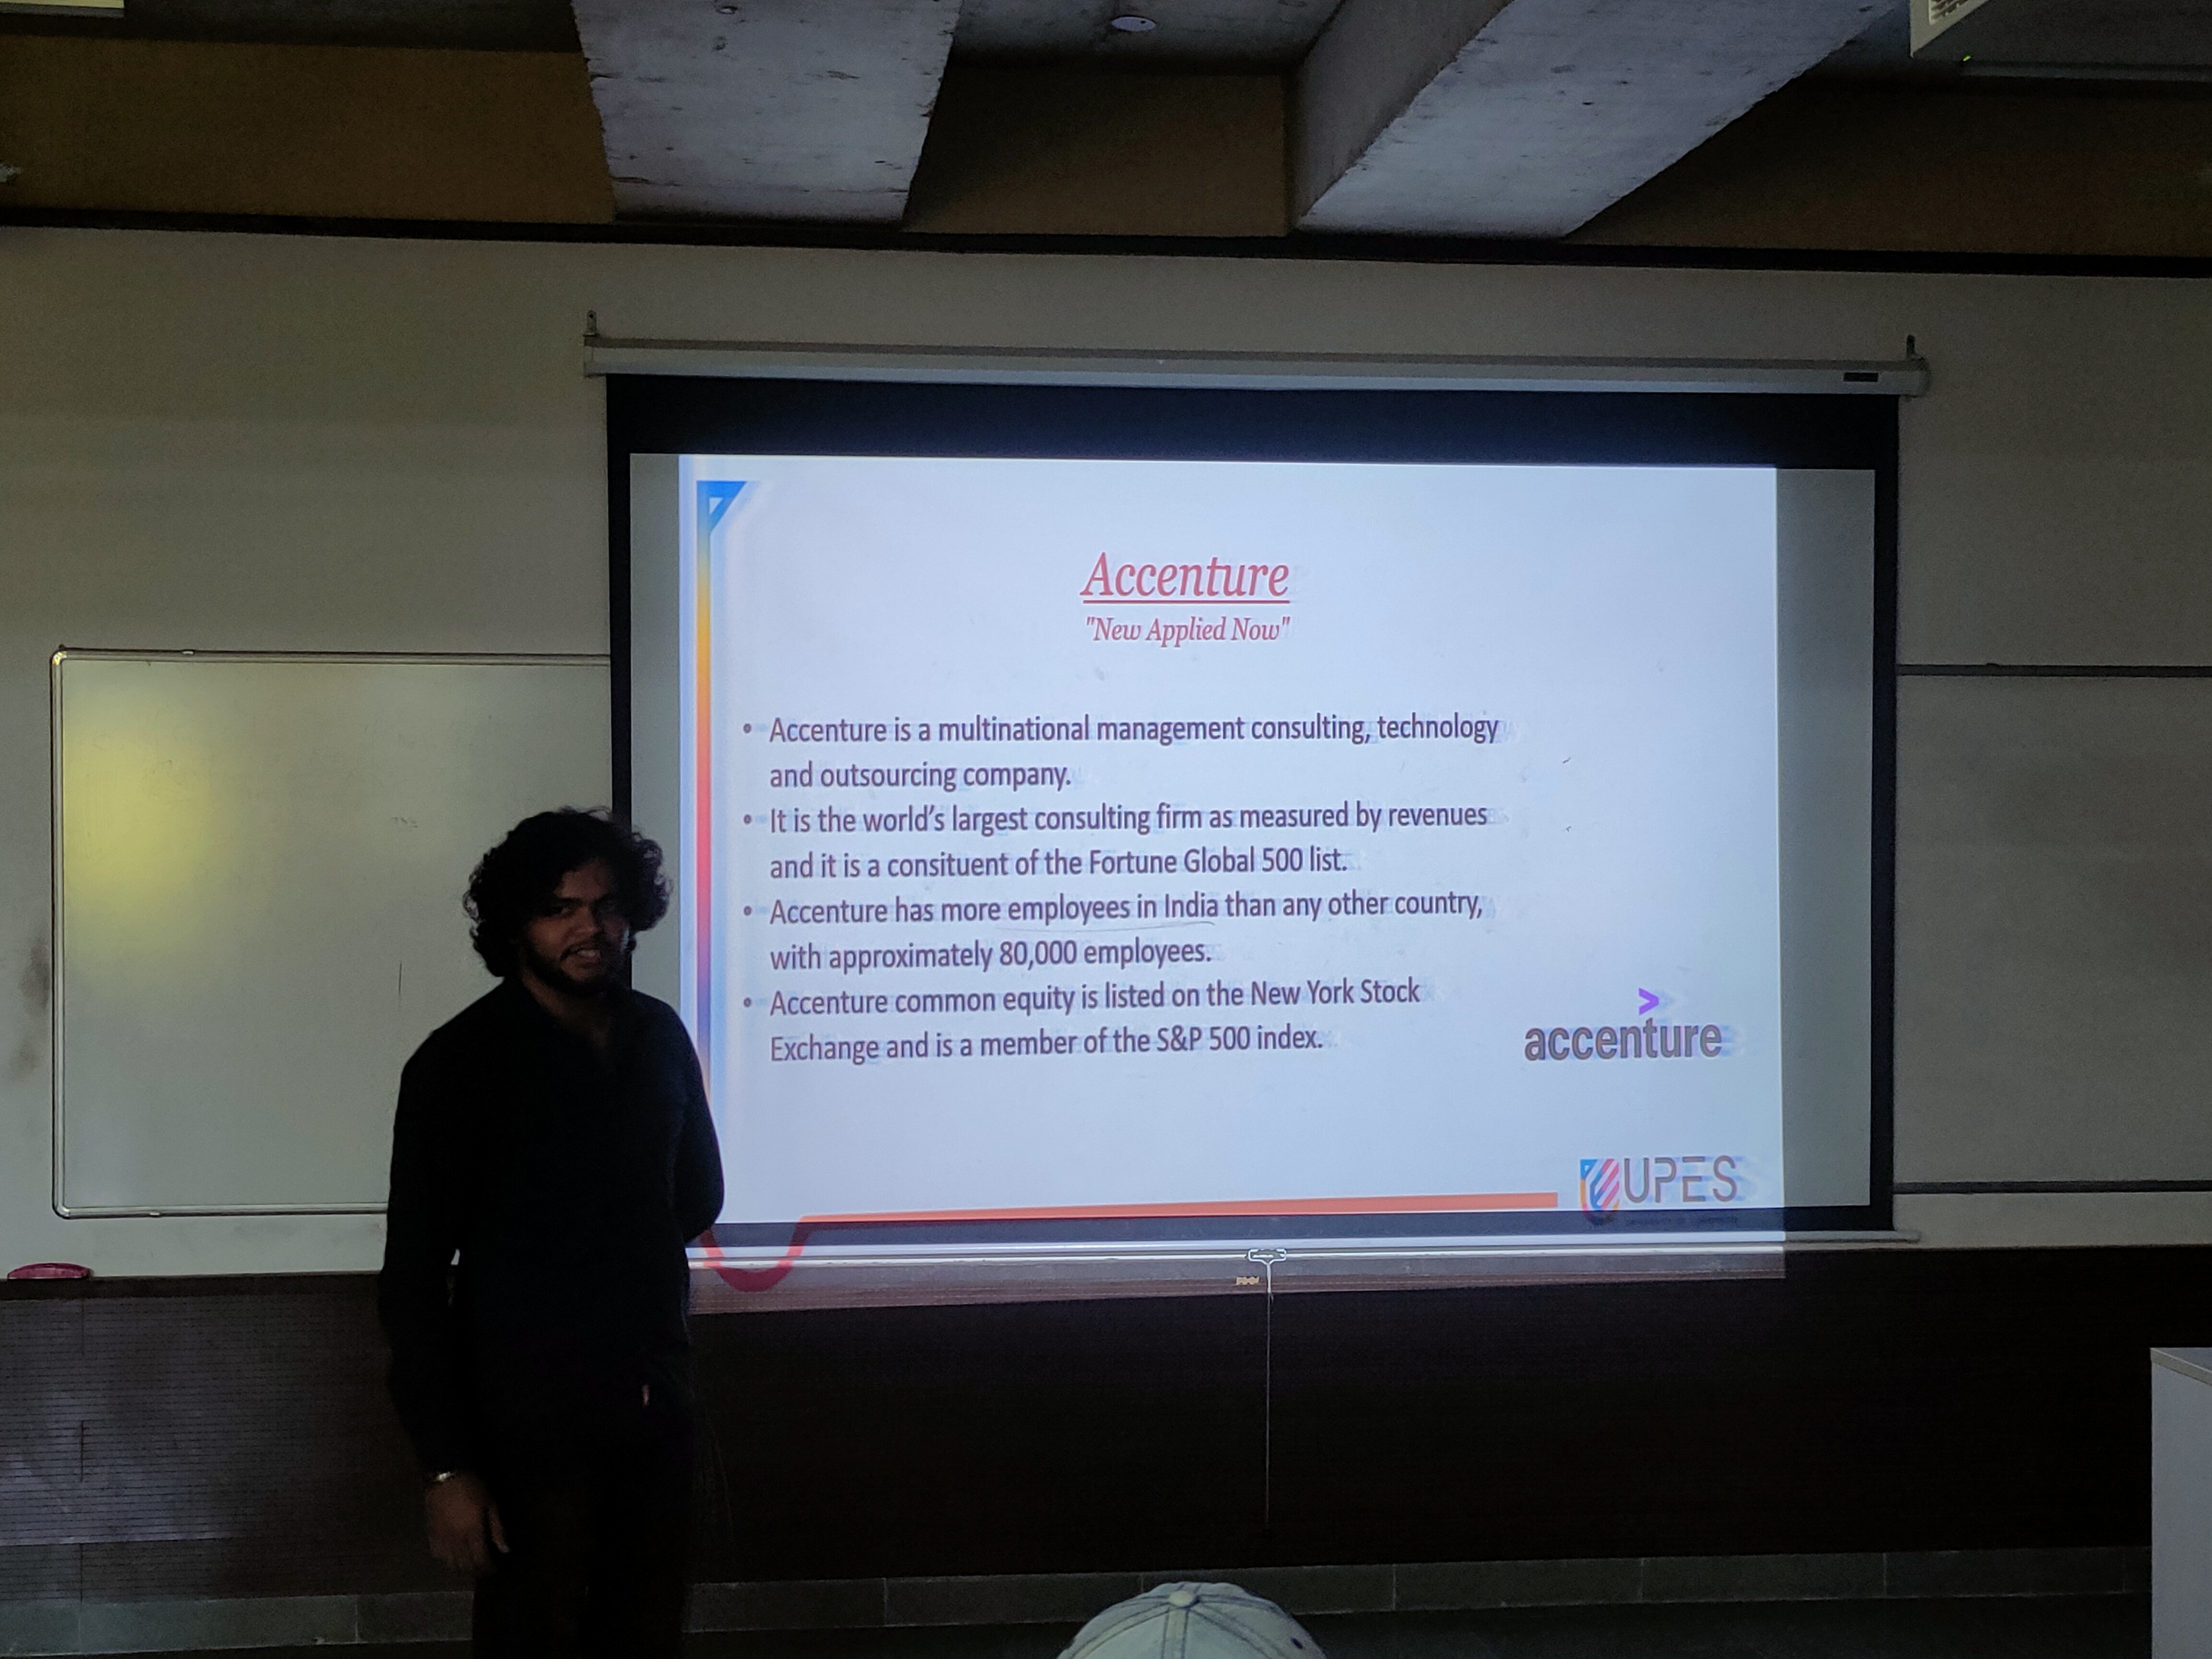 Accenture
"New Applied Now"
• Accenture is a multinational management consulting, technology
and outsourcing company.
• It is the world's largest consulting firm as measured by revenues
and it is a consituent of the Fortune Global 500 list.
• Accenture has more employees in India than any other country,
with approximately 80,000 employees.
• Accenture common equity is listed on the New York Stock
Exchange and is a member of the S&P 500 index.
>
accenture
UPES